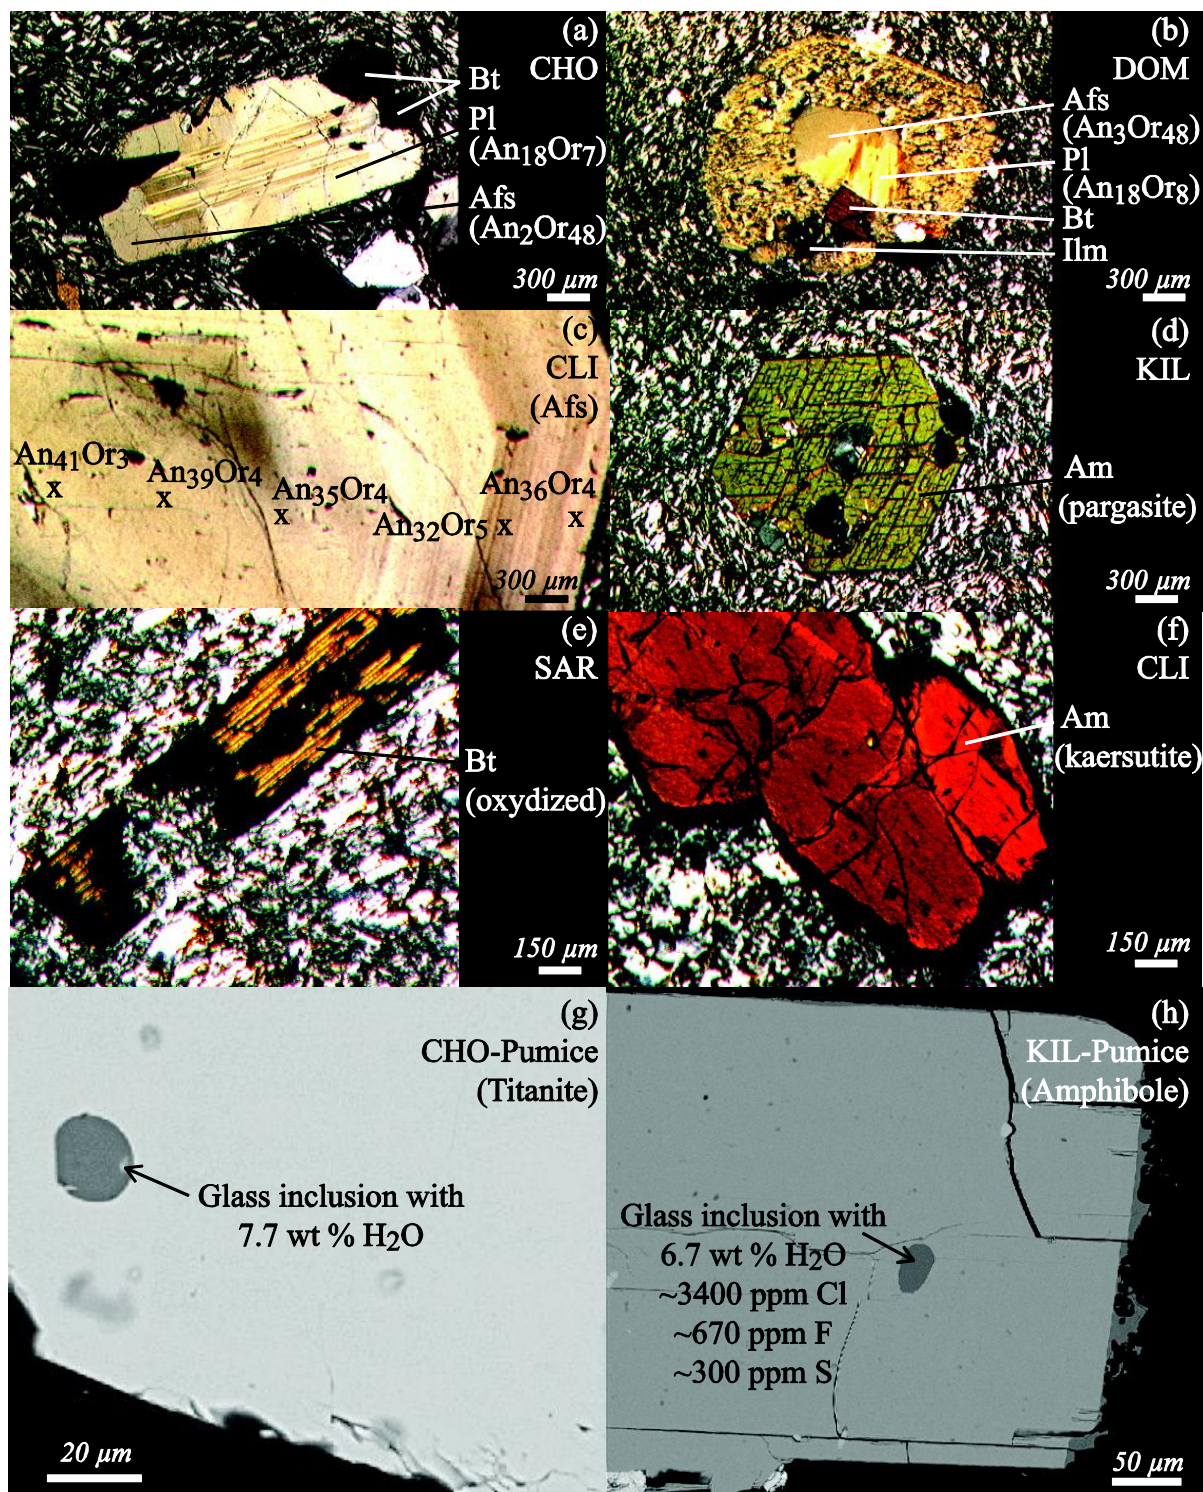 (a)
CHO
Bt
Pl
(An18Or7)
Afs
(An2Or48)
300 µm
(b)
DOM
Afs
(An3Or48)
Pl
(An18Or8)
Bt
Ilm
300 µm
(c)
CLI
(Afs)
An41Or3
An39Or4
An35Or4
An32Or5
An36Or4
x
x
x
x
x
300 µm
(d)
KIL
Am
(pargasite)
300 µm
(e)
SAR
Bt
(oxydized)
150 µm
(f)
CLI
Am
(kaersutite)
150 µm
(g)
CHO-Pumice
(Titanite)
Glass inclusion with
7.7 wt % H2O
20 µm
(h)
KIL-Pumice
(Amphibole)
Glass inclusion with
6.7 wt % H2O
~3400 ppm Cl
~670 ppm F
~300 ppm S
50 µm